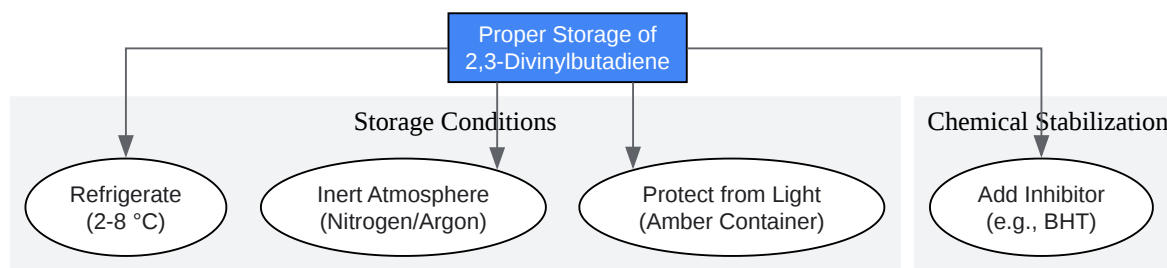 Proper Storage of
2,3-Divinylbutadiene
Storage Conditions
Chemical Stabilization
Refrigerate
(2-8 °C)
Inert Atmosphere
(Nitrogen/Argon)
Protect from Light
(Amber Container)
Add Inhibitor
(e.g., BHT)